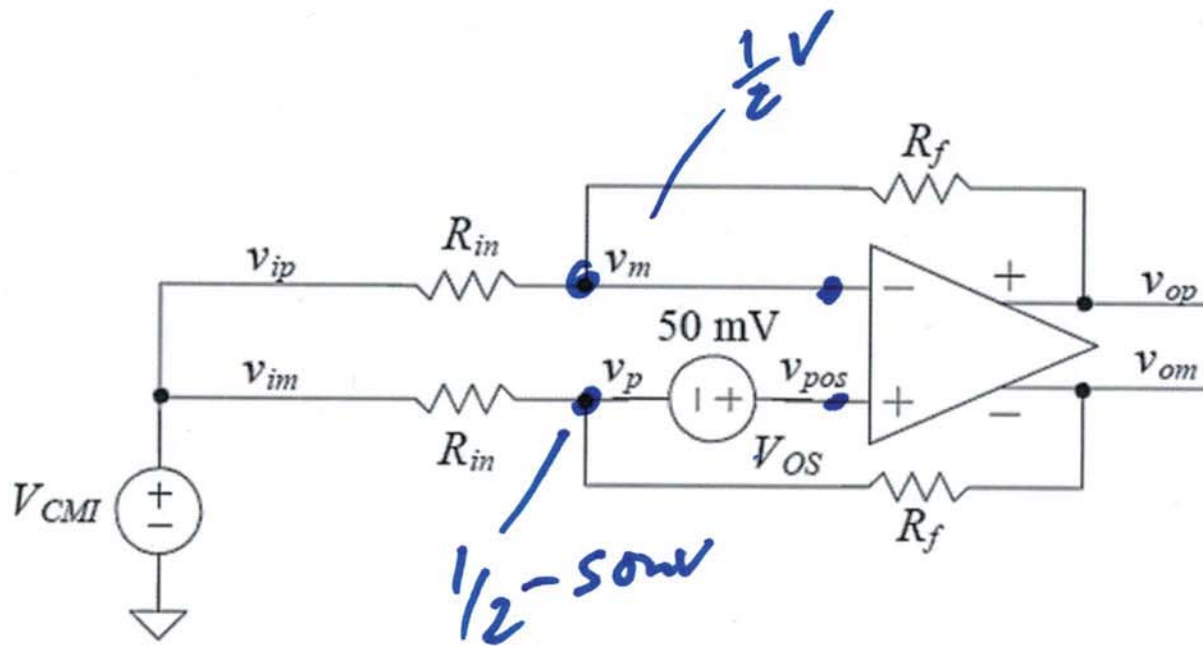 ½ V
R_f
R_in
v_ip
v_m
+
v_op
−
50 mV
v_im
v_p
v_pos
− +
+
−
v_om
R_in
V_OS
V_CMI
+
−
R_f
1/2 - 50mV